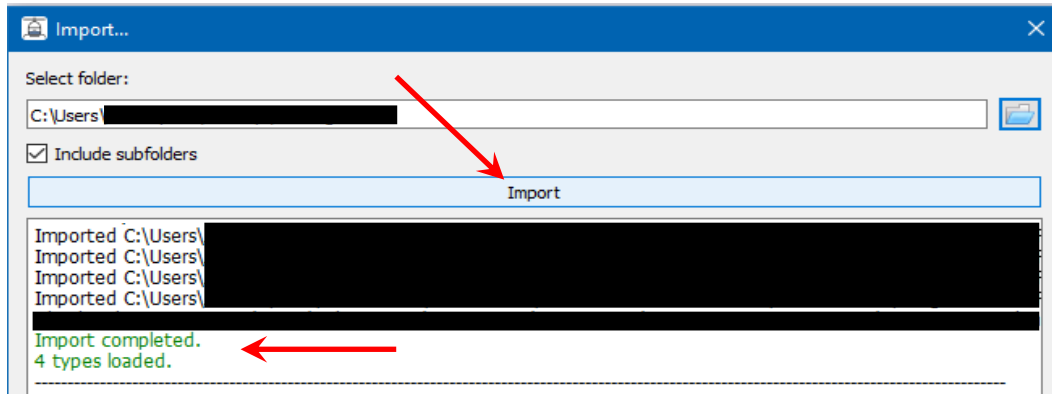 Import...
Select folder:
C:\Users\
Include subfolders
Import
Imported C:\Users\
Imported C:\Users\
Imported C:\Users\
Imported C:\Users\
Import completed.
4 types loaded.